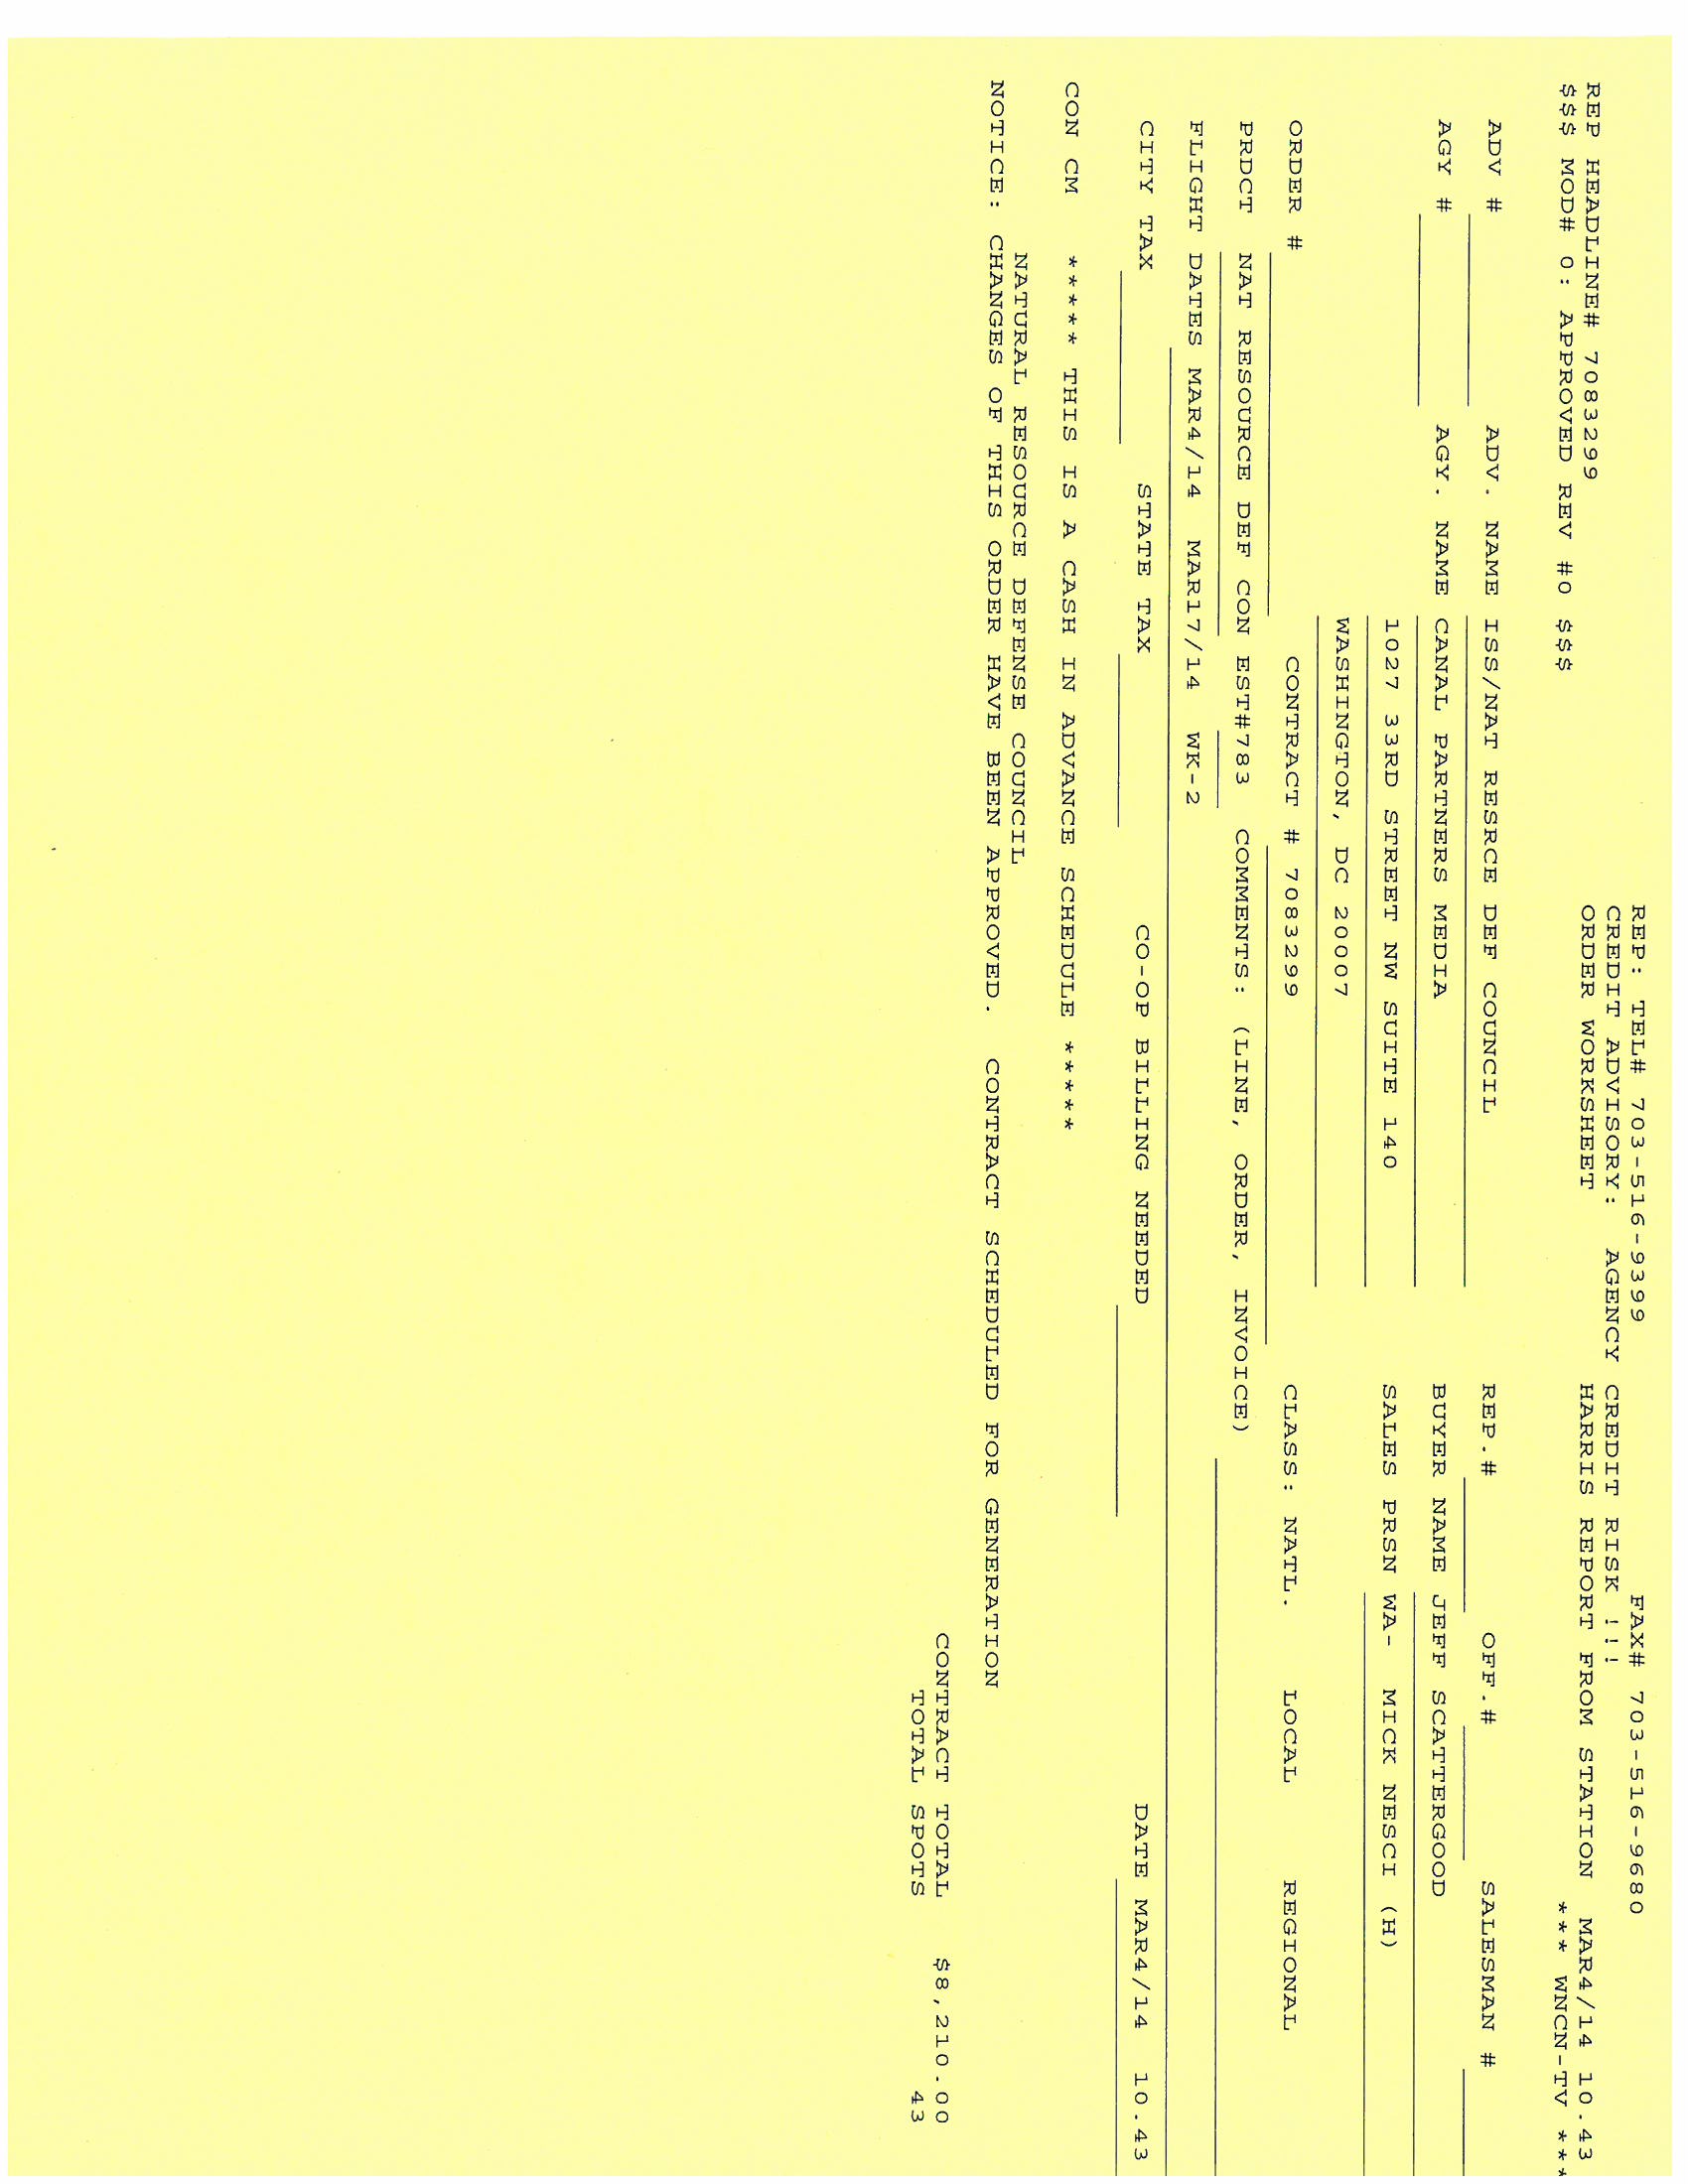 REP: TEL# 703-516-9399 FAX# 703-516-9680
CREDIT ADVISORY: AGENCY CREDIT RISK !!!
REP HEADLINE# 7083299 ORDER WORKSHEET HARRIS REPORT FROM STATION MAR4/14 10.43
$$$ MOD# 0: APPROVED REV #0 $$$ *** WNCN-TV ***
ADV # ADV. NAME ISS/NAT RESRCE DEF COUNCIL REP.# OFF.# SALESMAN #
AGY # AGY. NAME CANAL PARTNERS MEDIA BUYER NAME JEFF SCATTERGOOD
1027 33RD STREET NW SUITE 140 SALES PRSN WA- MICK NESCI (H)
WASHINGTON, DC 20007
ORDER # CONTRACT # 7083299 CLASS: NATL. LOCAL REGIONAL
PRDCT NAT RESOURCE DEF CON EST#783 COMMENTS: (LINE, ORDER, INVOICE)
FLIGHT DATES MAR4/14 MAR17/14 WK-2
CITY TAX STATE TAX CO-OP BILLING NEEDED DATE MAR4/14 10.43
CON CM ***** THIS IS A CASH IN ADVANCE SCHEDULE *****
NATURAL RESOURCE DEFENSE COUNCIL
NOTICE: CHANGES OF THIS ORDER HAVE BEEN APPROVED. CONTRACT SCHEDULED FOR GENERATION
CONTRACT TOTAL $8,210.00
TOTAL SPOTS 43